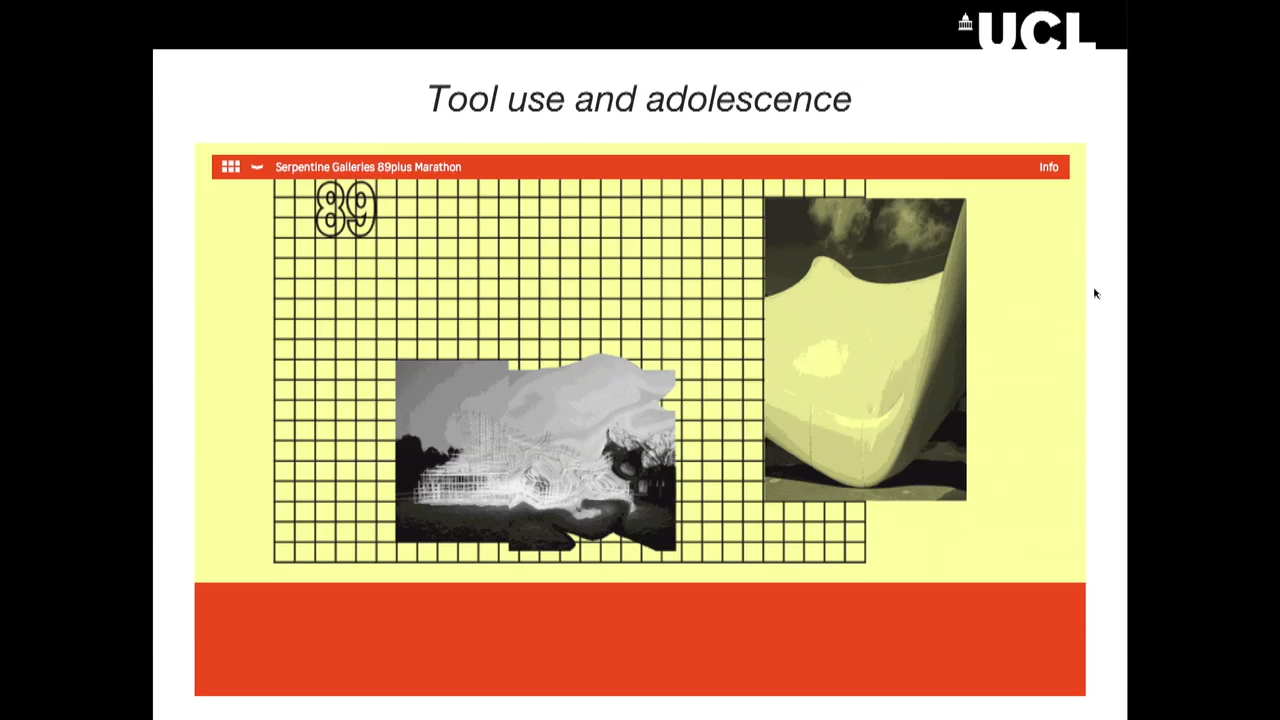 UCL
Tool use and adolescence
Serpentine Galleries 89plus Marathon
Info
89